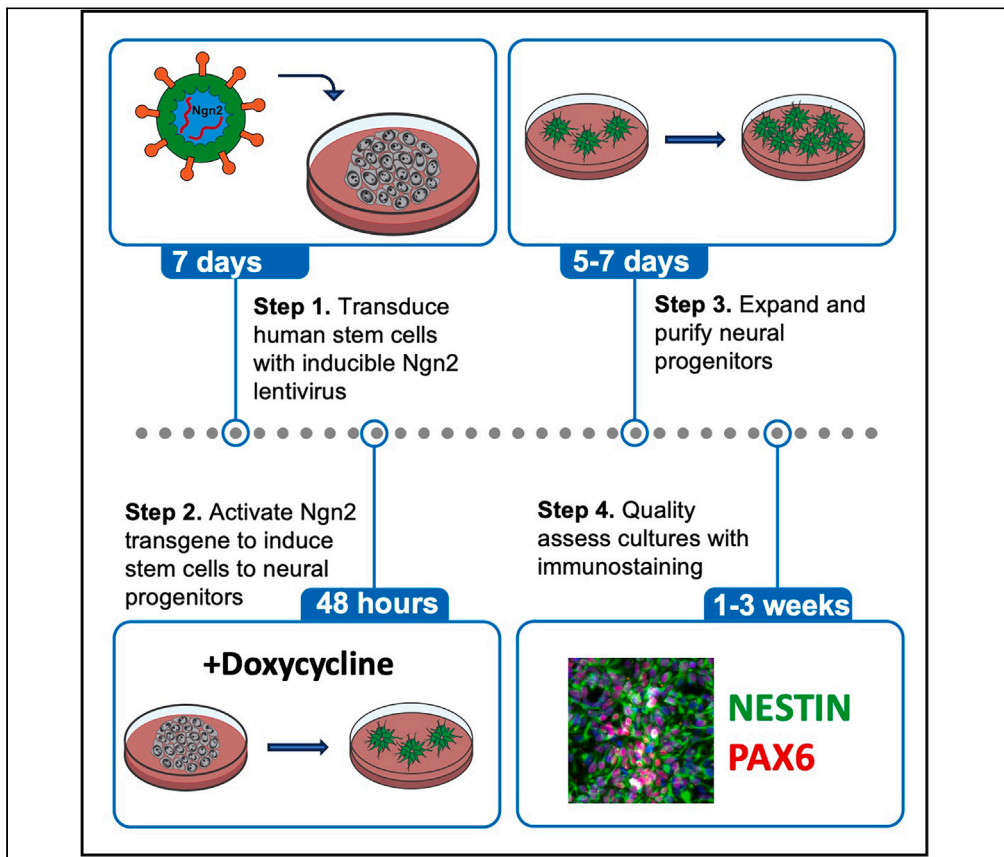 Ngn2
7 days
Step 1. Transduce
human stem cells
with inducible Ngn2
lentivirus
Step 2. Activate Ngn2
transgene to induce
stem cells to neural
progenitors
48 hours
+Doxycycline
5-7 days
Step 3. Expand and
purify neural
progenitors
Step 4. Quality
assess cultures with
immunostaining
1-3 weeks
NESTIN
PAX6